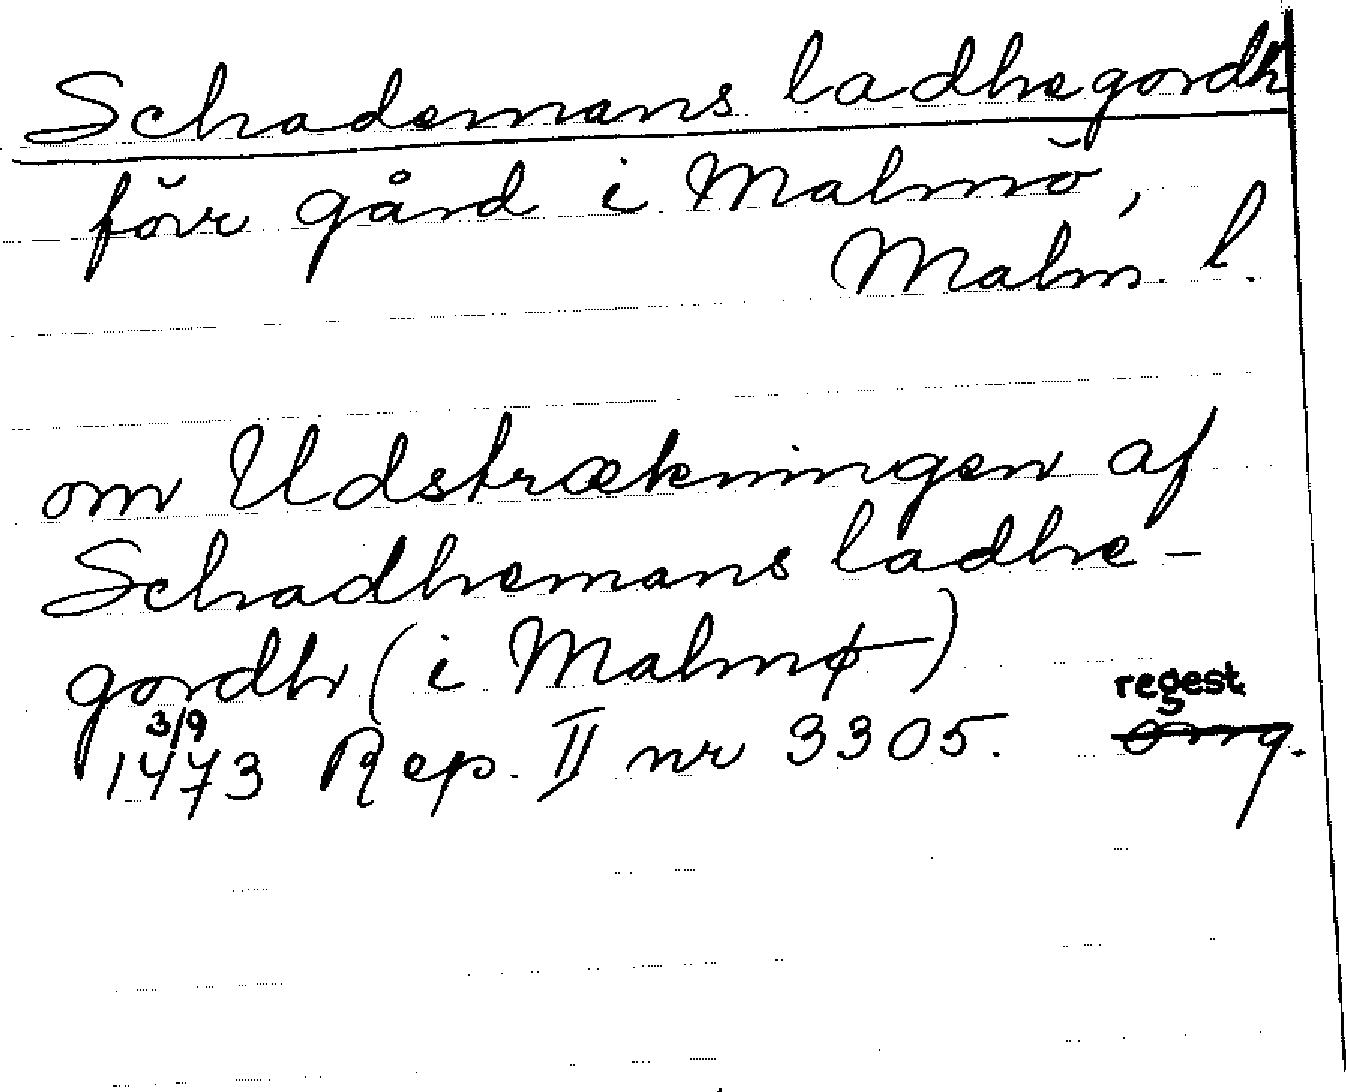 Schademans ladhegordh
förr gård i Malmö,
Malm. l.
om Udstrækningen af
Schadhemans ladhe-
gordh (i Malmø)
3/9
1473 Rep. II nr 3305.
regest